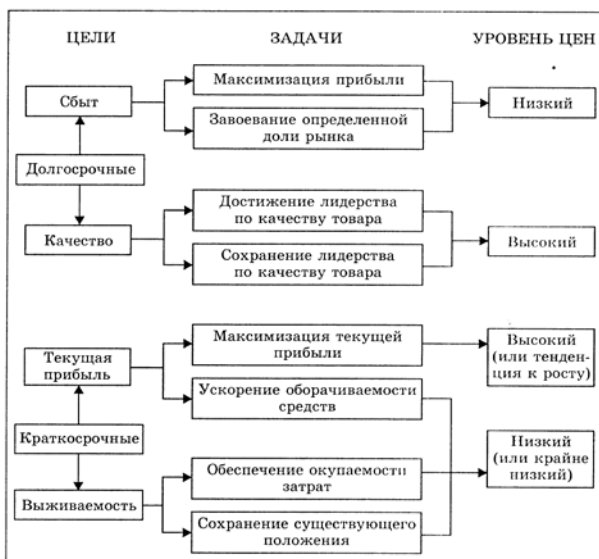 ЦЕЛИ
ЗАДАЧИ
УРОВЕНЬ ЦЕН
Сбыт
Максимизация прибыли
Завоевание определенной
доли рынка
Низкий
Долгосрочные
Качество
Достижение лидерства
по качеству товара
Сохранение лидерства
по качеству товара
Высокий
Текущая
прибыль
Максимизация текущей
прибыли
Высокий
(или тенден-
ция к росту)
Ускорение оборачиваемости
средств
Краткосрочные
Выживаемость
Обеспечение окупаемости
затрат
Сохранение существующего
положения
Низкий
(или крайне
низкий)